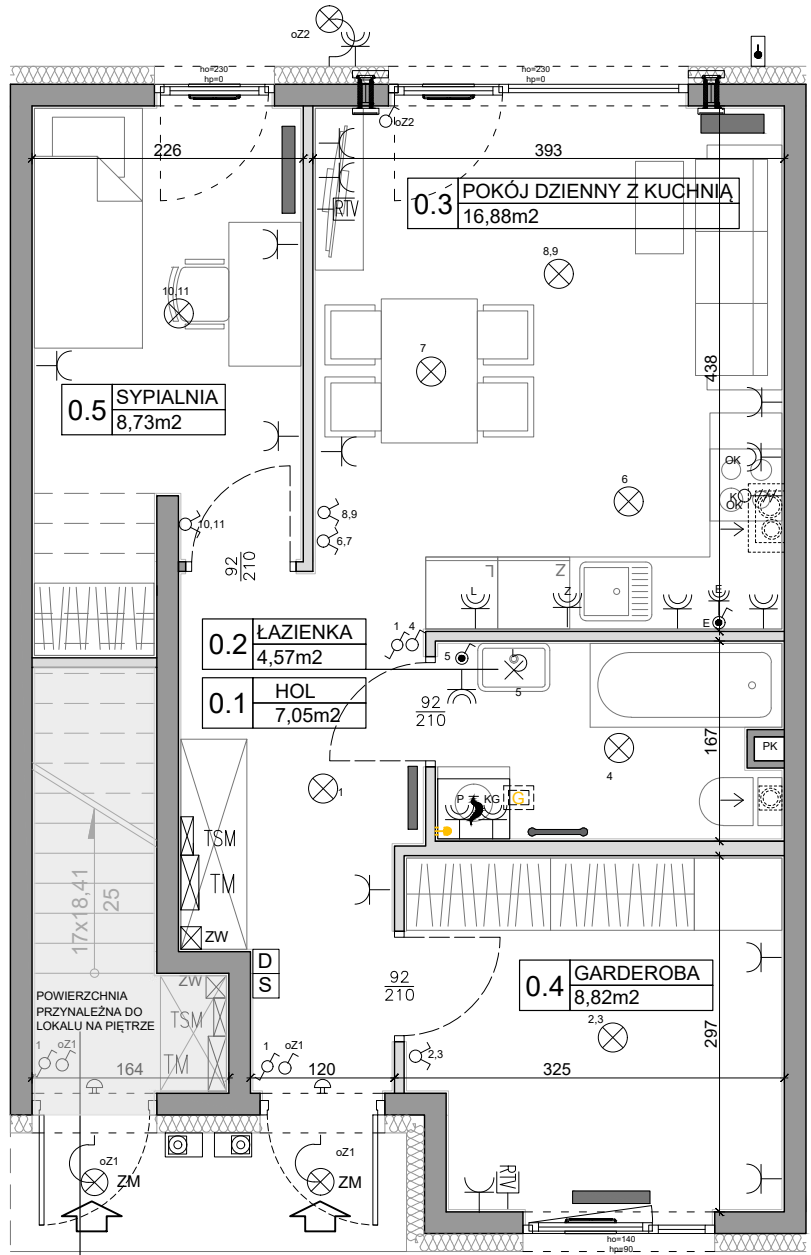 oZ2
ho=230
hp=0
ho=230
hp=0
oZ2
226
393
RTV
0.3
POKÓJ DZIENNY Z KUCHNIĄ
16,88m2
8,9
10,11
7
438
0.5
SYPIALNIA
8,73m2
6
OK
K
OK
10,11
8,9
6,7
92
210
L
Z
L
Z
E
E
0.2
ŁAZIENKA
4,57m2
1
4
5
5
0.1
HOL
7,05m2
92
210
167
PK
4
1
P
KG
G
TSM
TM
ZW
17x18,41
25
D
S
92
210
0.4
GARDEROBA
8,82m2
2,3
297
POWIERZCHNIA
PRZYNALEŻNA DO
LOKALU NA PIĘTRZE
ZW
TSM
TM
1
oZ1
1
oZ1
2,3
164
120
325
oZ1
ZM
oZ1
ZM
RTV
ho=140
hp=90